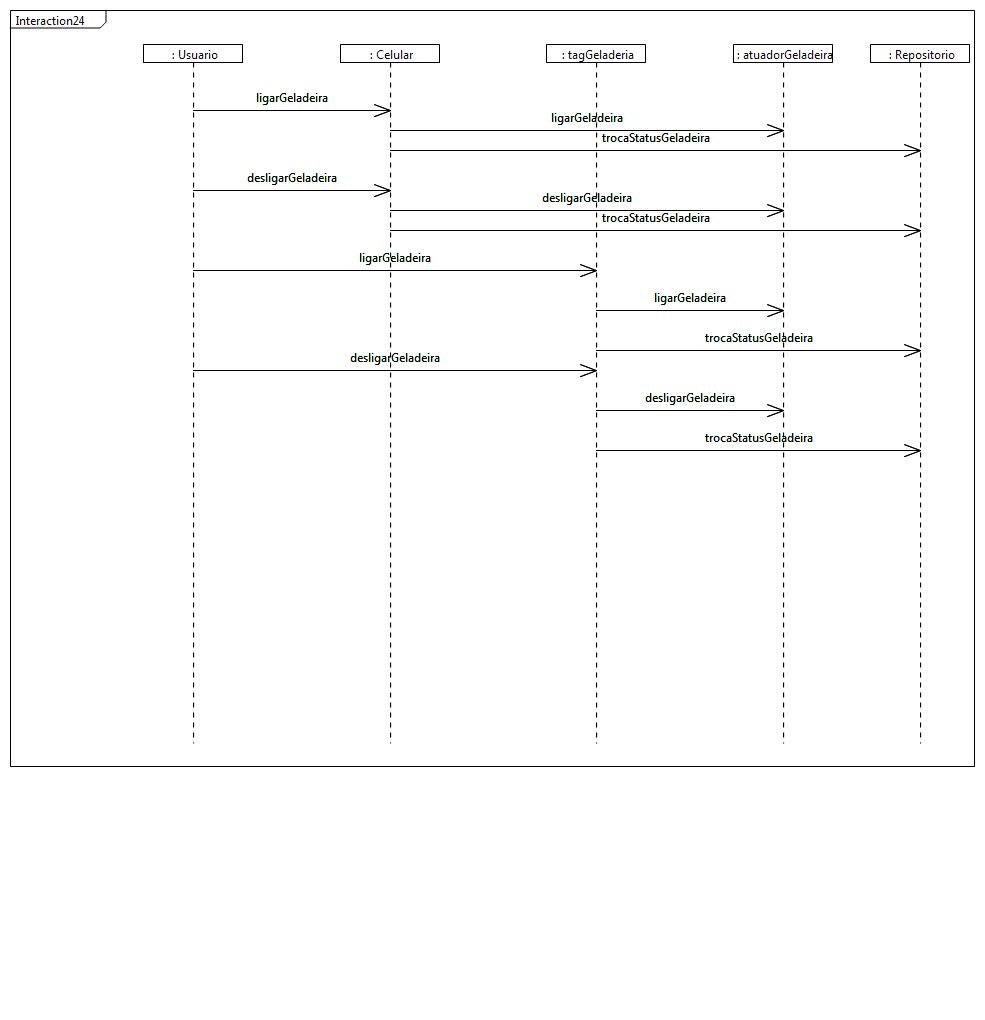 Interaction24
: Usuario
: Celular
: tagGeladeria
: atuadorGeladeira
: Repositorio
ligarGeladeira
ligarGeladeira
trocaStatusGeladeira
desligarGeladeira
desligarGeladeira
trocaStatusGeladeira
ligarGeladeira
ligarGeladeira
trocaStatusGeladeira
desligarGeladeira
desligarGeladeira
trocaStatusGeladeira